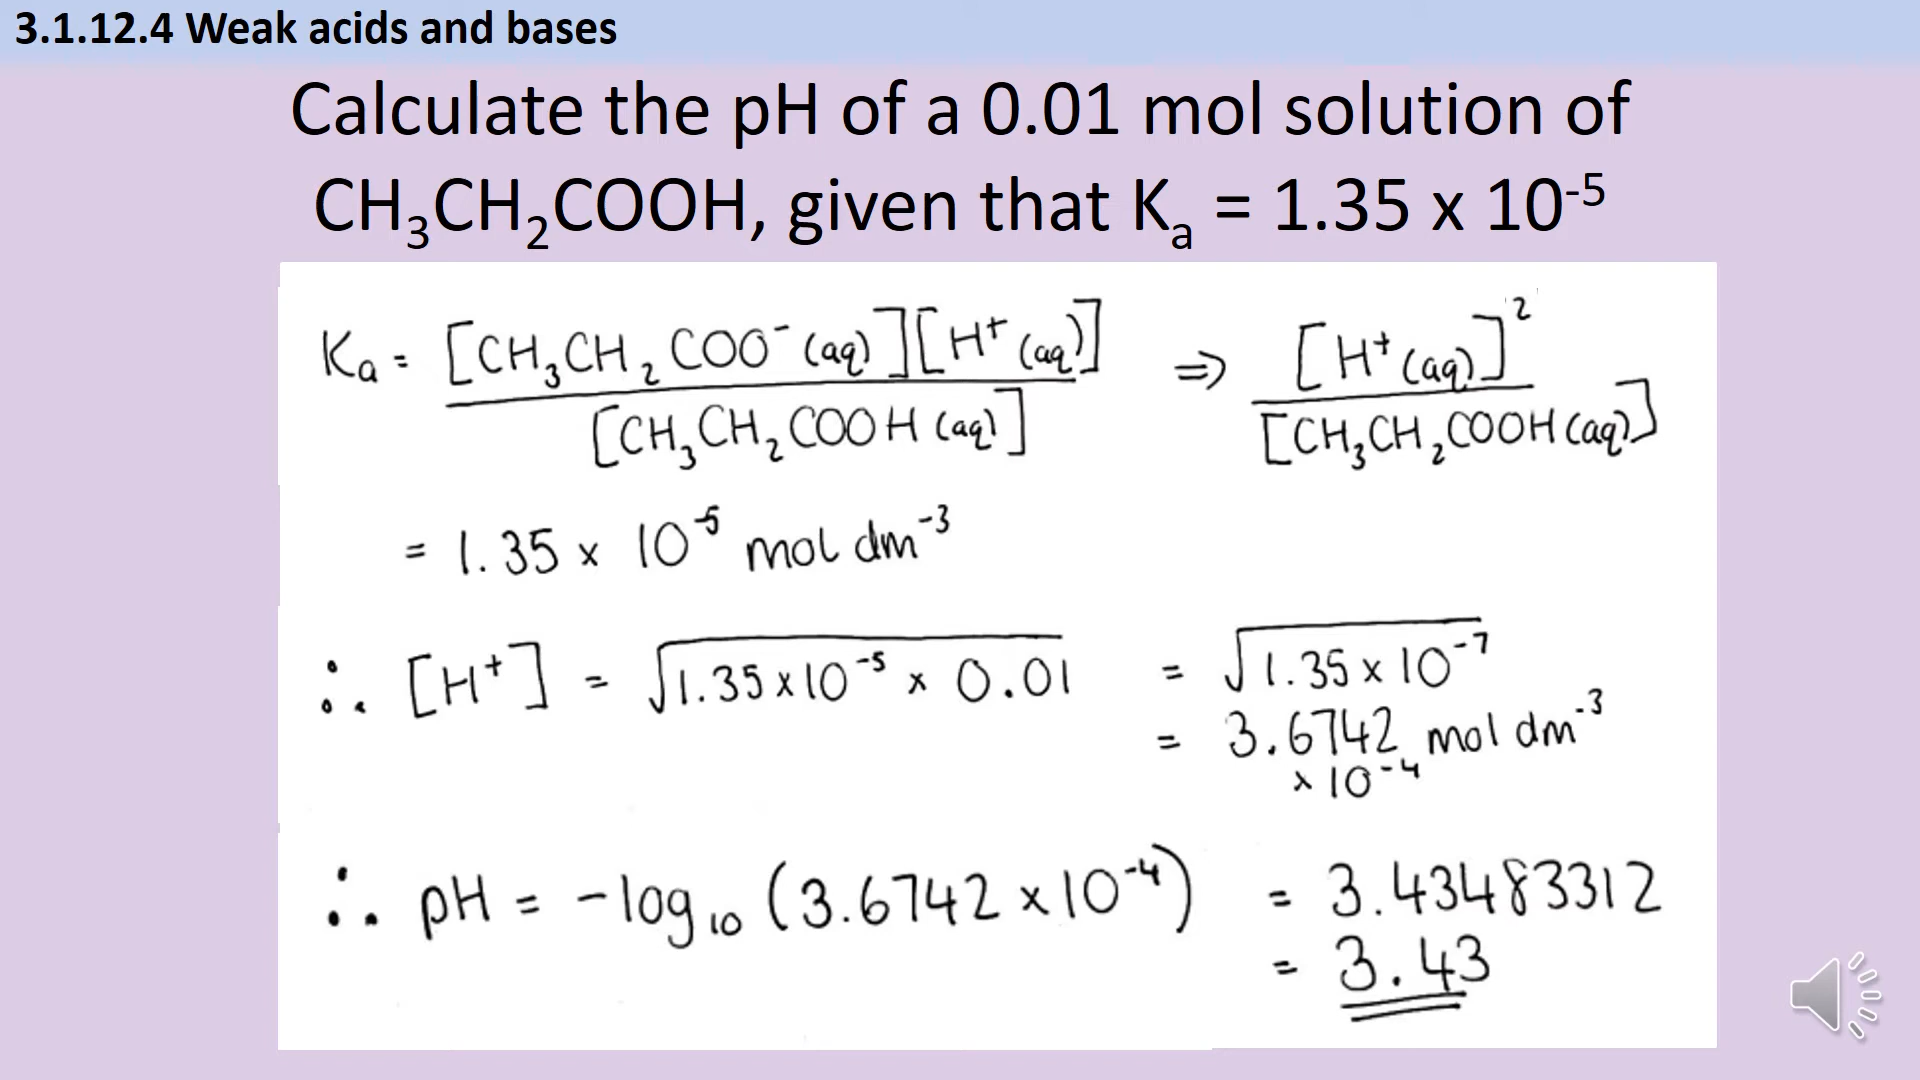 3.1.12.4 Weak acids and bases
Calculate the pH of a 0.01 mol solution of
CH₃CH₂COOH, given that Kₐ = 1.35 x 10⁻⁵
Kₐ = [CH₃CH₂COO⁻(aq)][H⁺(aq)] / [CH₃CH₂COOH(aq)] ⇒ [H⁺(aq)]² / [CH₃CH₂COOH(aq)]
= 1.35 × 10⁻⁵ mol dm⁻³
∴ [H⁺] = √(1.35×10⁻⁵ × 0.01) = √(1.35×10⁻⁷)
= 3.6742 mol dm⁻³
×10⁻⁴
∴ pH = -log₁₀ (3.6742×10⁻⁴) = 3.43483312
= 3.43